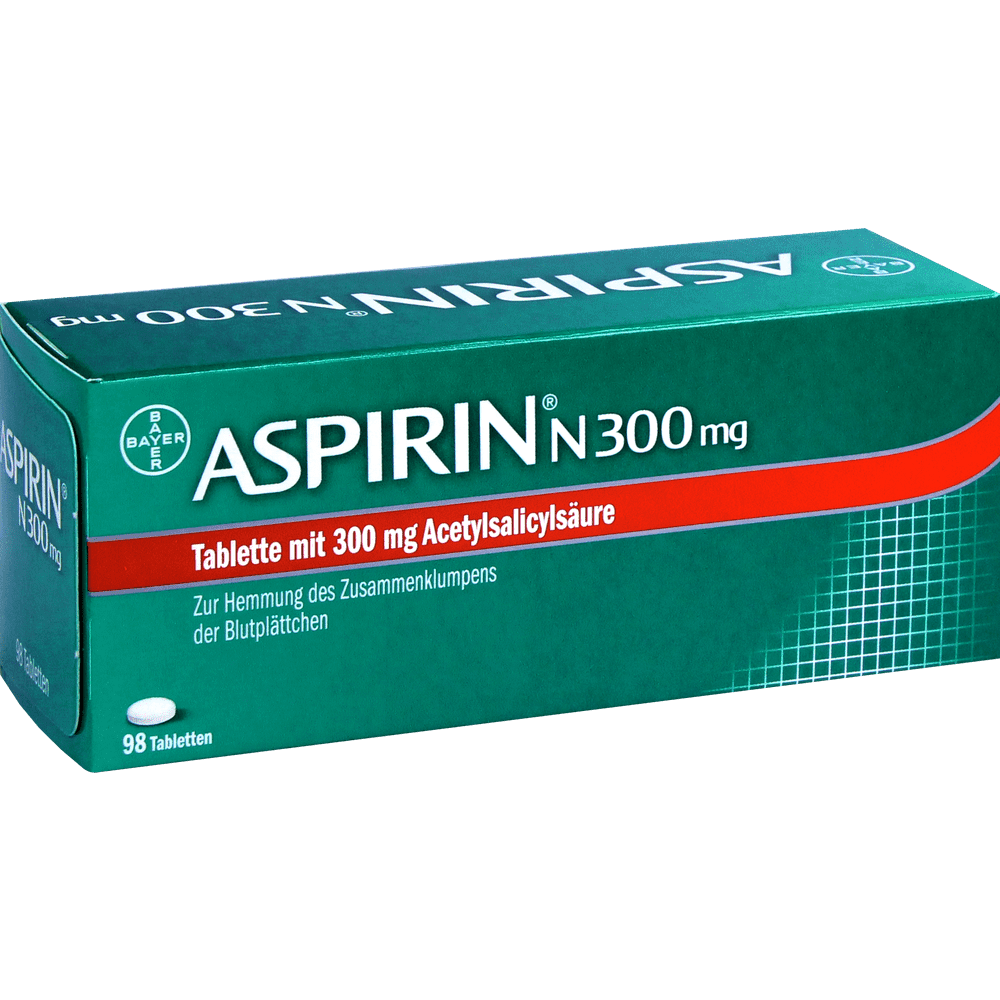 ASPIRIN® N 300 mg
BAYER
BAYER
BAYER
BAYER
ASPIRIN® N 300 mg
Tablette mit 300 mg Acetylsalicylsäure
Zur Hemmung des Zusammenklumpens
der Blutplättchen
98 Tabletten
ASPIRIN®
N 300 mg
98 Tabletten